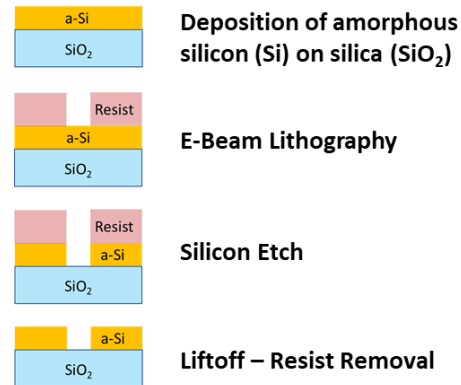 a-Si
SiO₂
Deposition of amorphous
silicon (Si) on silica (SiO₂)
Resist
a-Si
SiO₂
E-Beam Lithography
Resist
a-Si
SiO₂
Silicon Etch
a-Si
SiO₂
Liftoff – Resist Removal